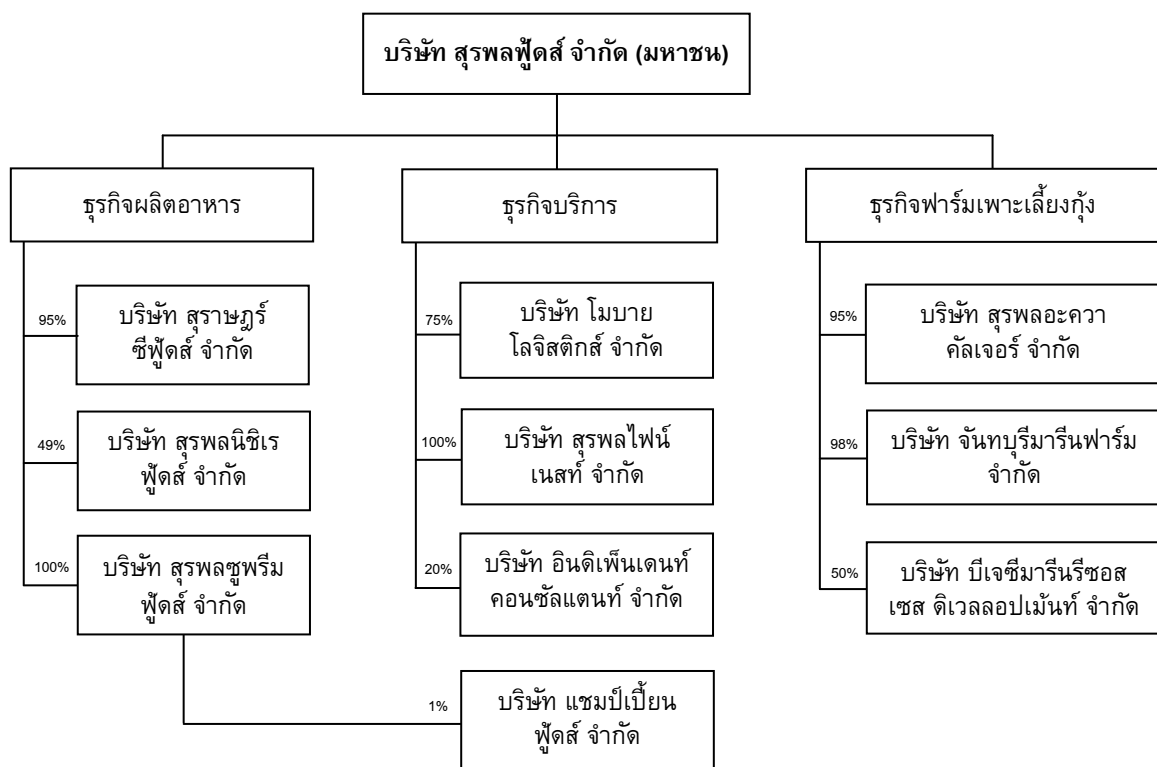 บริษัท สุรพลฟู้ดส์ จำกัด (มหาชน)
ธุรกิจผลิตอาหาร
95%
บริษัท สุราษฎร์
ซีฟู้ดส์ จำกัด
49%
บริษัท สุรพลนิชิเร
ฟู้ดส์ จำกัด
100%
บริษัท สุรพลซูพรีม
ฟู้ดส์ จำกัด
ธุรกิจบริการ
75%
บริษัท โมบาย
โลจิสติกส์ จำกัด
100%
บริษัท สุรพลไฟน์
เนสท์ จำกัด
20%
บริษัท อินดิเพ็นเดนท์
คอนซัลแตนท์ จำกัด
1%
บริษัท แชมป์เปี้ยน
ฟู้ดส์ จำกัด
ธุรกิจฟาร์มเพาะเลี้ยงกุ้ง
95%
บริษัท สุรพลอะควา
คัลเจอร์ จำกัด
98%
บริษัท จันทบุรีมารีนฟาร์ม
จำกัด
50%
บริษัท บีเจซีมารีนรีซอส
เซส ดิเวลลอปเม้นท์ จำกัด